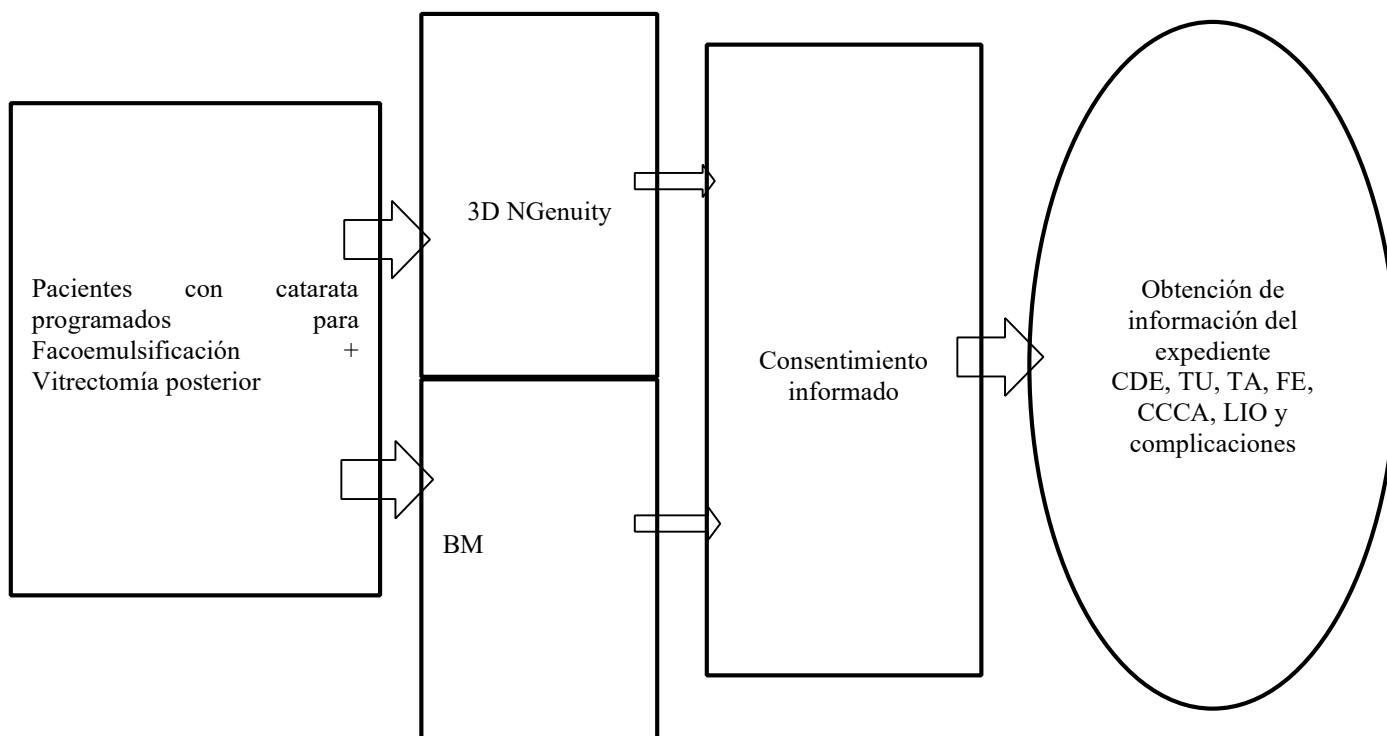 Pacientes con catarata
programados para
Facoemulsificación +
Vitrectomía posterior
3D NGenuity
BM
Consentimiento
informado
Obtención de
información del
expediente
CDE, TU, TA, FE,
CCCA, LIO y
complicaciones